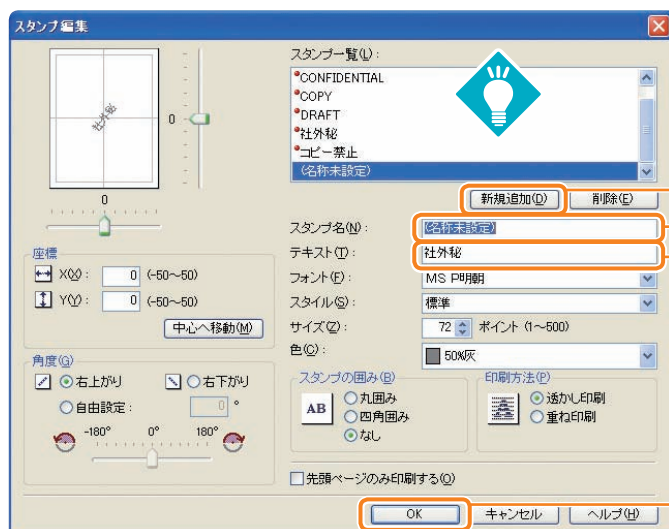 スタンプ編集
社外秘
0
0
座標
X(X): 0 (-50~50)
Y(Y): 0 (-50~50)
中心へ移動(M)
角度(G)
右上がり
右下がり
自由設定: 0 °
-180° 0° 180°
スタンプ一覧(L):
CONFIDENTIAL
COPY
DRAFT
社外秘
コピー禁止
(名称未設定)
新規追加(D) 削除(E)
スタンプ名(N): (名称未設定)
テキスト(T): 社外秘
フォント(F): MS P明朝
スタイル(S): 標準
サイズ(Z): 72 ポイント (1~500)
色(C): 50%灰
スタンプの囲み(B)
AB
丸囲み
四角囲み
なし
印刷方法(P)
透かし印刷
重ね印刷
先頭ページのみ印刷する(O)
OK キャンセル ヘルプ(H)